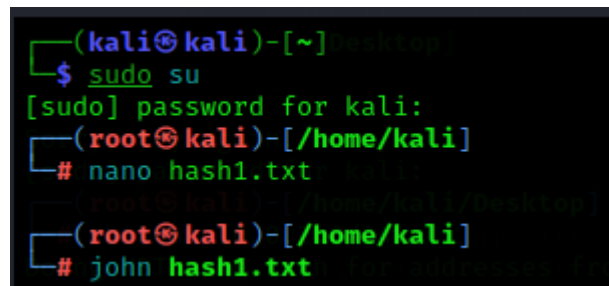 ┌──(kali㉿kali)-[~]
└─$ sudo su
[sudo] password for kali:
┌──(root㉿kali)-[/home/kali]
└─# nano hash1.txt
┌──(root㉿kali)-[/home/kali]
└─# john hash1.txt